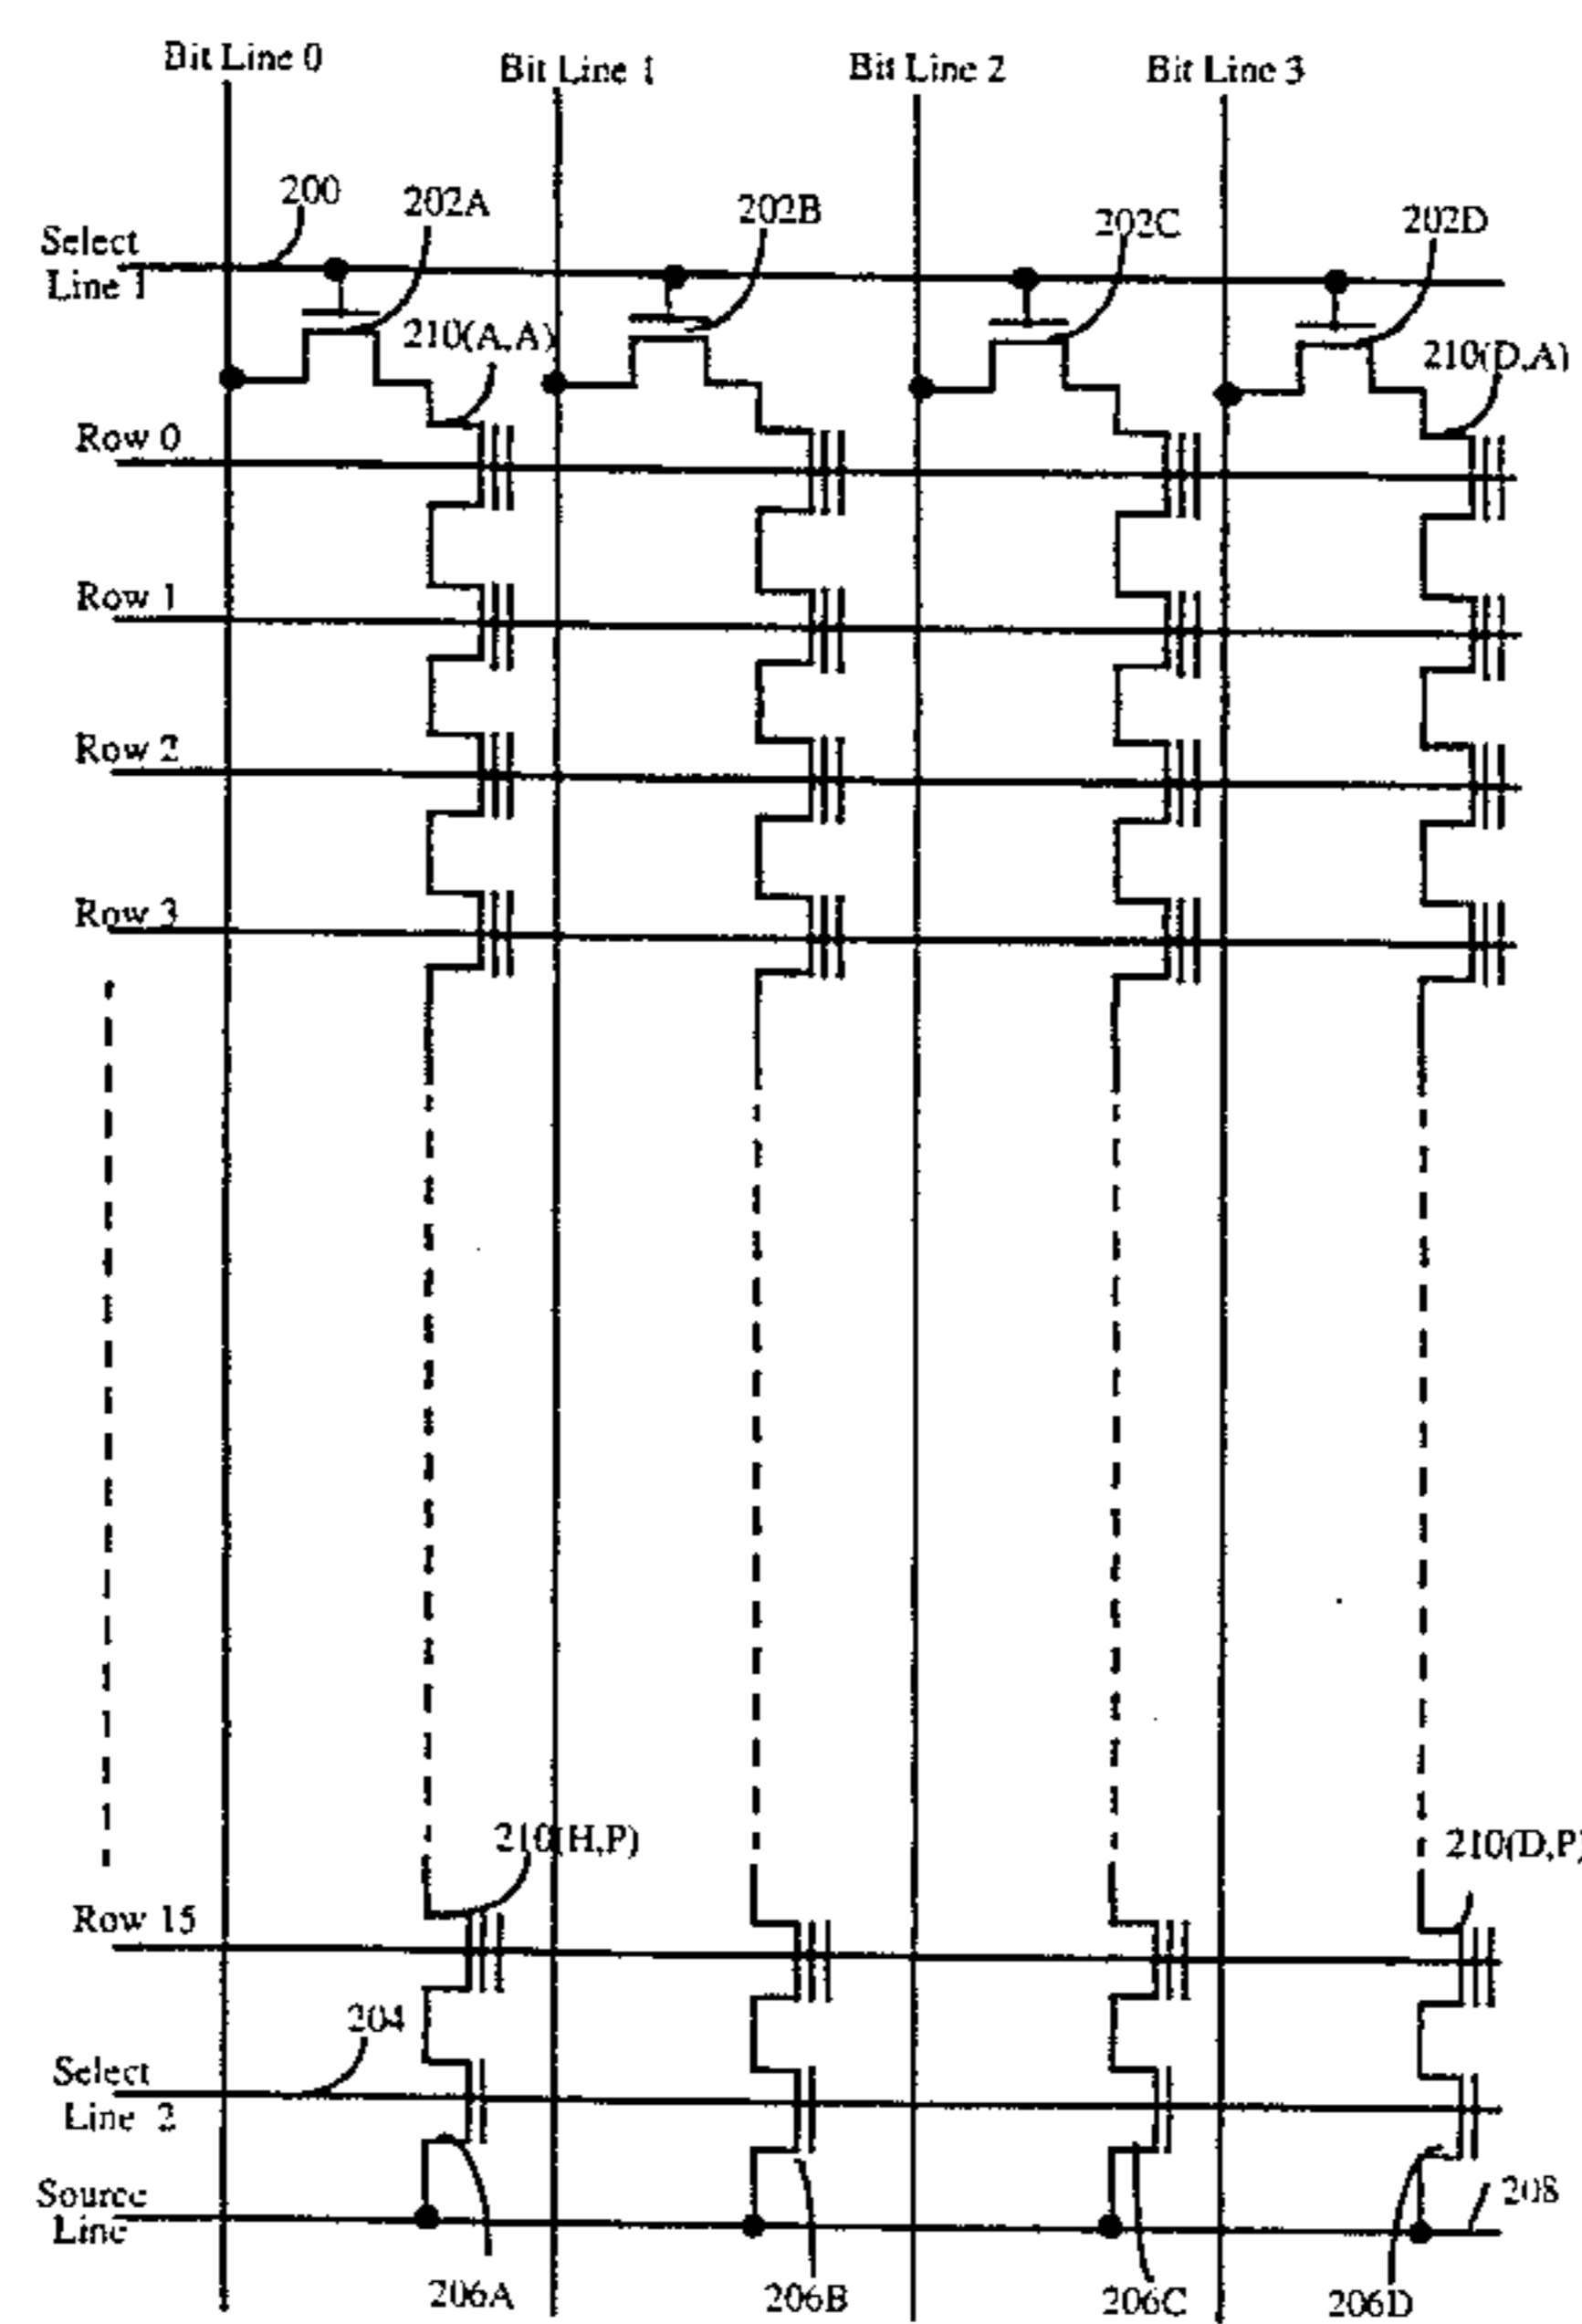 Bit Line 0
Bit Line 1
Bit Line 2
Bit Line 3
200
202A
202B
202C
202D
Select
Line 1
210(A,A)
210(D,A)
Row 0
Row 1
Row 2
Row 3
210(H,P)
210(D,P)
Row 15
204
Select
Line 2
Source
Line
208
206A
206B
206C
206D